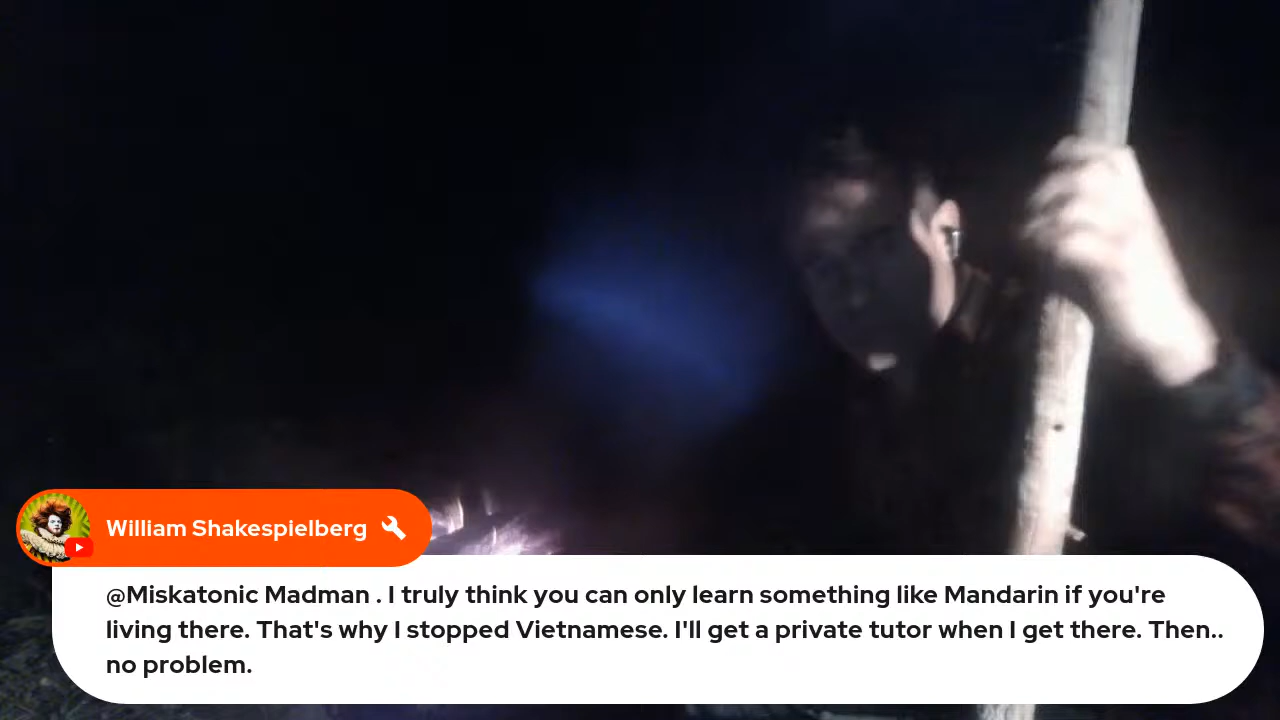 William Shakespielberg
@Miskatonic Madman . I truly think you can only learn something like Mandarin if you're
living there. That's why I stopped Vietnamese. I'll get a private tutor when I get there. Then..
no problem.